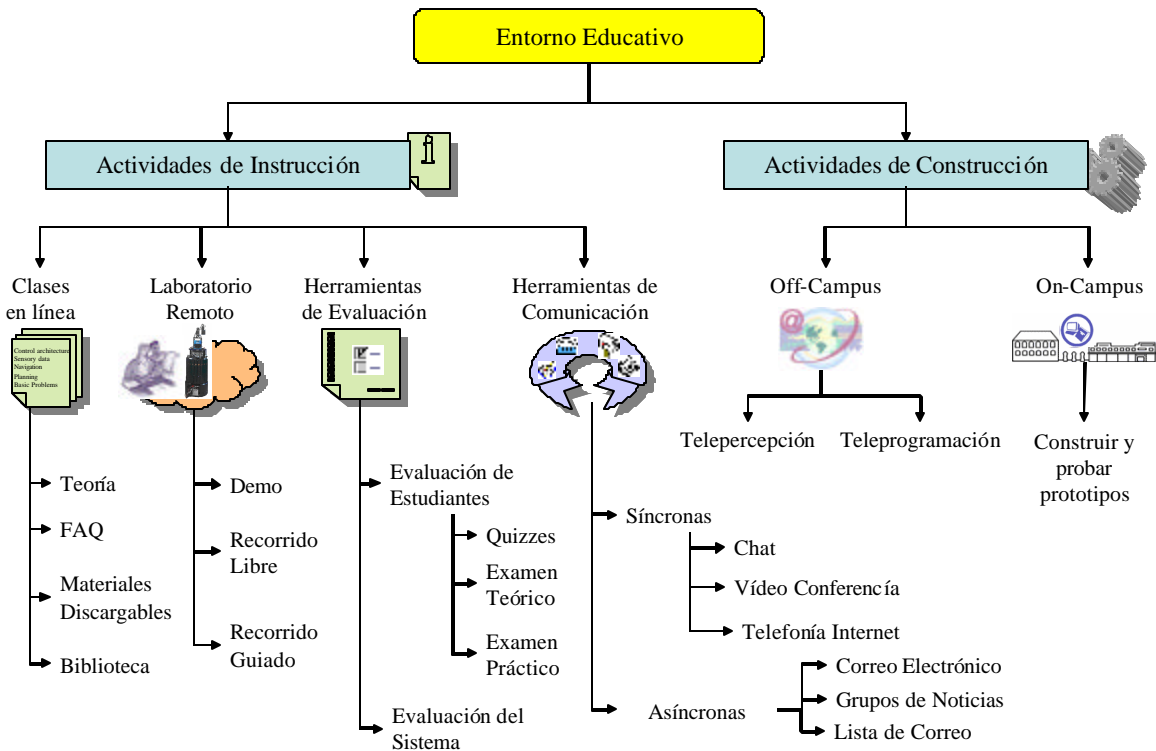 Entorno Educativo
Actividades de Instrucción
i
Actividades de Construcción
Clases
en línea
Laboratorio
Remoto
Herramientas
de Evaluación
Herramientas de
Comunicación
Off-Campus
On-Campus
Control architecture
Sensory data
Navigation
Planning
Basic Problems
@
Telepercepción
Teleprogramación
Construir y
probar
prototipos
Teoría
FAQ
Materiales
Discargables
Biblioteca
Demo
Recorrido
Libre
Recorrido
Guiado
Evaluación de
Estudiantes
Quizzes
Examen
Teórico
Examen
Práctico
Evaluación del
Sistema
Síncronas
Chat
Vídeo Conferencía
Telefonía Internet
Asíncronas
Correo Electrónico
Grupos de Noticias
Lista de Correo